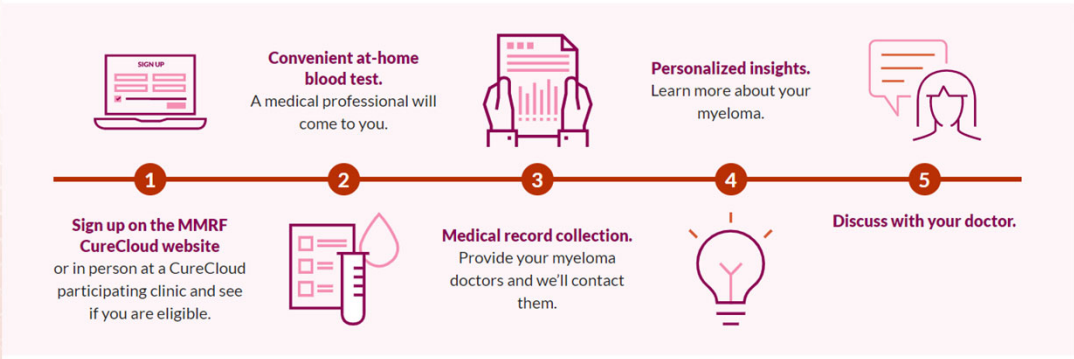 SIGN UP
1
Sign up on the MMRF
CureCloud website
or in person at a CureCloud
participating clinic and see
if you are eligible.
Convenient at-home
blood test.
A medical professional will
come to you.
2
3
Medical record collection.
Provide your myeloma
doctors and we’ll contact
them.
Personalized insights.
Learn more about your
myeloma.
4
5
Discuss with your doctor.